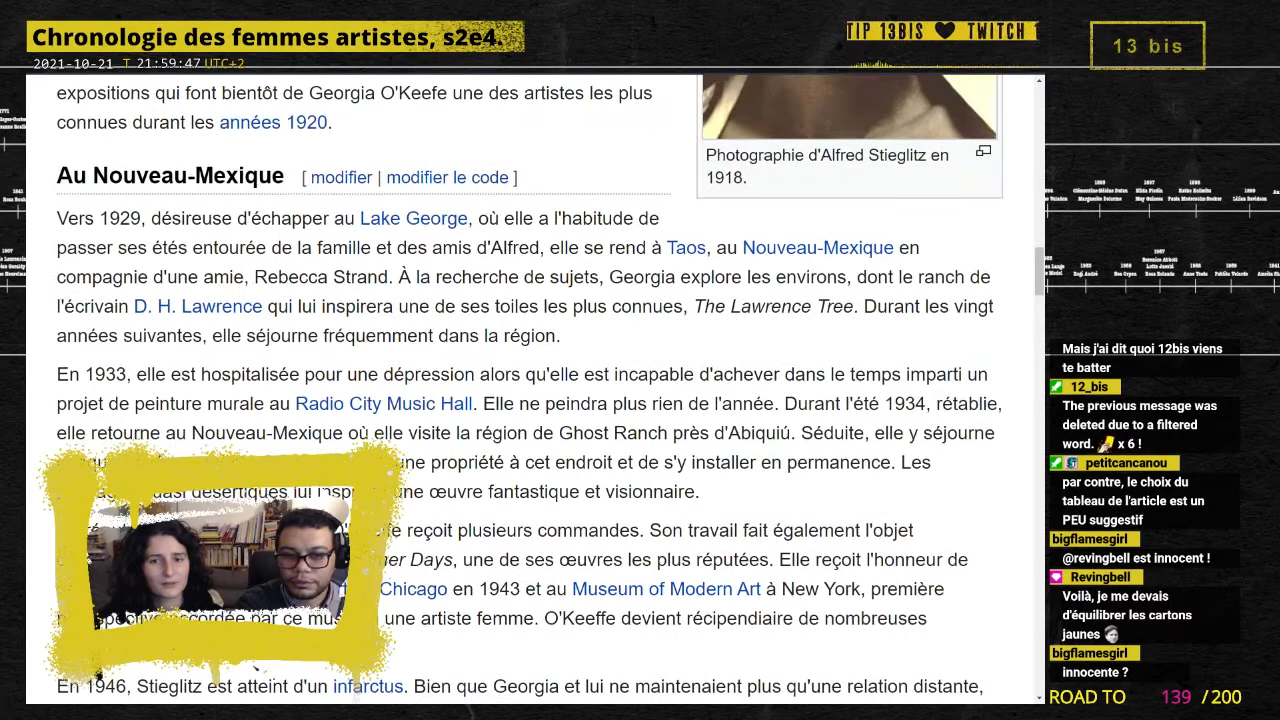 Chronologie des femmes artistes, s2e4.
2021-10-21 T 21:59:47 UTC+2
TIP 13BIS TWITCH
13 bis
expositions qui font bientôt de Georgia O'Keefe une des artistes les plus
connues durant les années 1920.
Photographie d'Alfred Stieglitz en
1918.
Au Nouveau-Mexique [ modifier | modifier le code ]
Vers 1929, désireuse d'échapper au Lake George, où elle a l'habitude de
passer ses étés entourée de la famille et des amis d'Alfred, elle se rend à Taos, au Nouveau-Mexique en
compagnie d'une amie, Rebecca Strand. À la recherche de sujets, Georgia explore les environs, dont le ranch de
l'écrivain D. H. Lawrence qui lui inspirera une de ses toiles les plus connues, The Lawrence Tree. Durant les vingt
années suivantes, elle séjourne fréquemment dans la région.
En 1933, elle est hospitalisée pour une dépression alors qu'elle est incapable d'achever dans le temps imparti un
projet de peinture murale au Radio City Music Hall. Elle ne peindra plus rien de l'année. Durant l'été 1934, rétablie,
elle retourne au Nouveau-Mexique où elle visite la région de Ghost Ranch près d'Abiquiú. Séduite, elle y séjourne
une propriété à cet endroit et de s'y installer en permanence. Les
désertiques lui une œuvre fantastique et visionnaire.
reçoit plusieurs commandes. Son travail fait également l'objet
Days, une de ses œuvres les plus réputées. Elle reçoit l'honneur de
Chicago en 1943 et au Museum of Modern Art à New York, première
accordée par ce une artiste femme. O'Keeffe devient récipiendaire de nombreuses
En 1946, Stieglitz est atteint d'un infarctus. Bien que Georgia et lui ne maintenaient plus qu'une relation distante,
Mais j'ai dit quoi 12bis viens
te batter
12_bis
The previous message was
deleted due to a filtered
word. x 6 !
petitcancanou
par contre, le choix du
tableau de l'article est un
PEU suggestif
bigflamesgirl
@revingbell est innocent !
Revingbell
Voilà, je me devais
d'équilibrer les cartons
jaunes
bigflamesgirl
innocente ?
ROAD TO 139 / 200